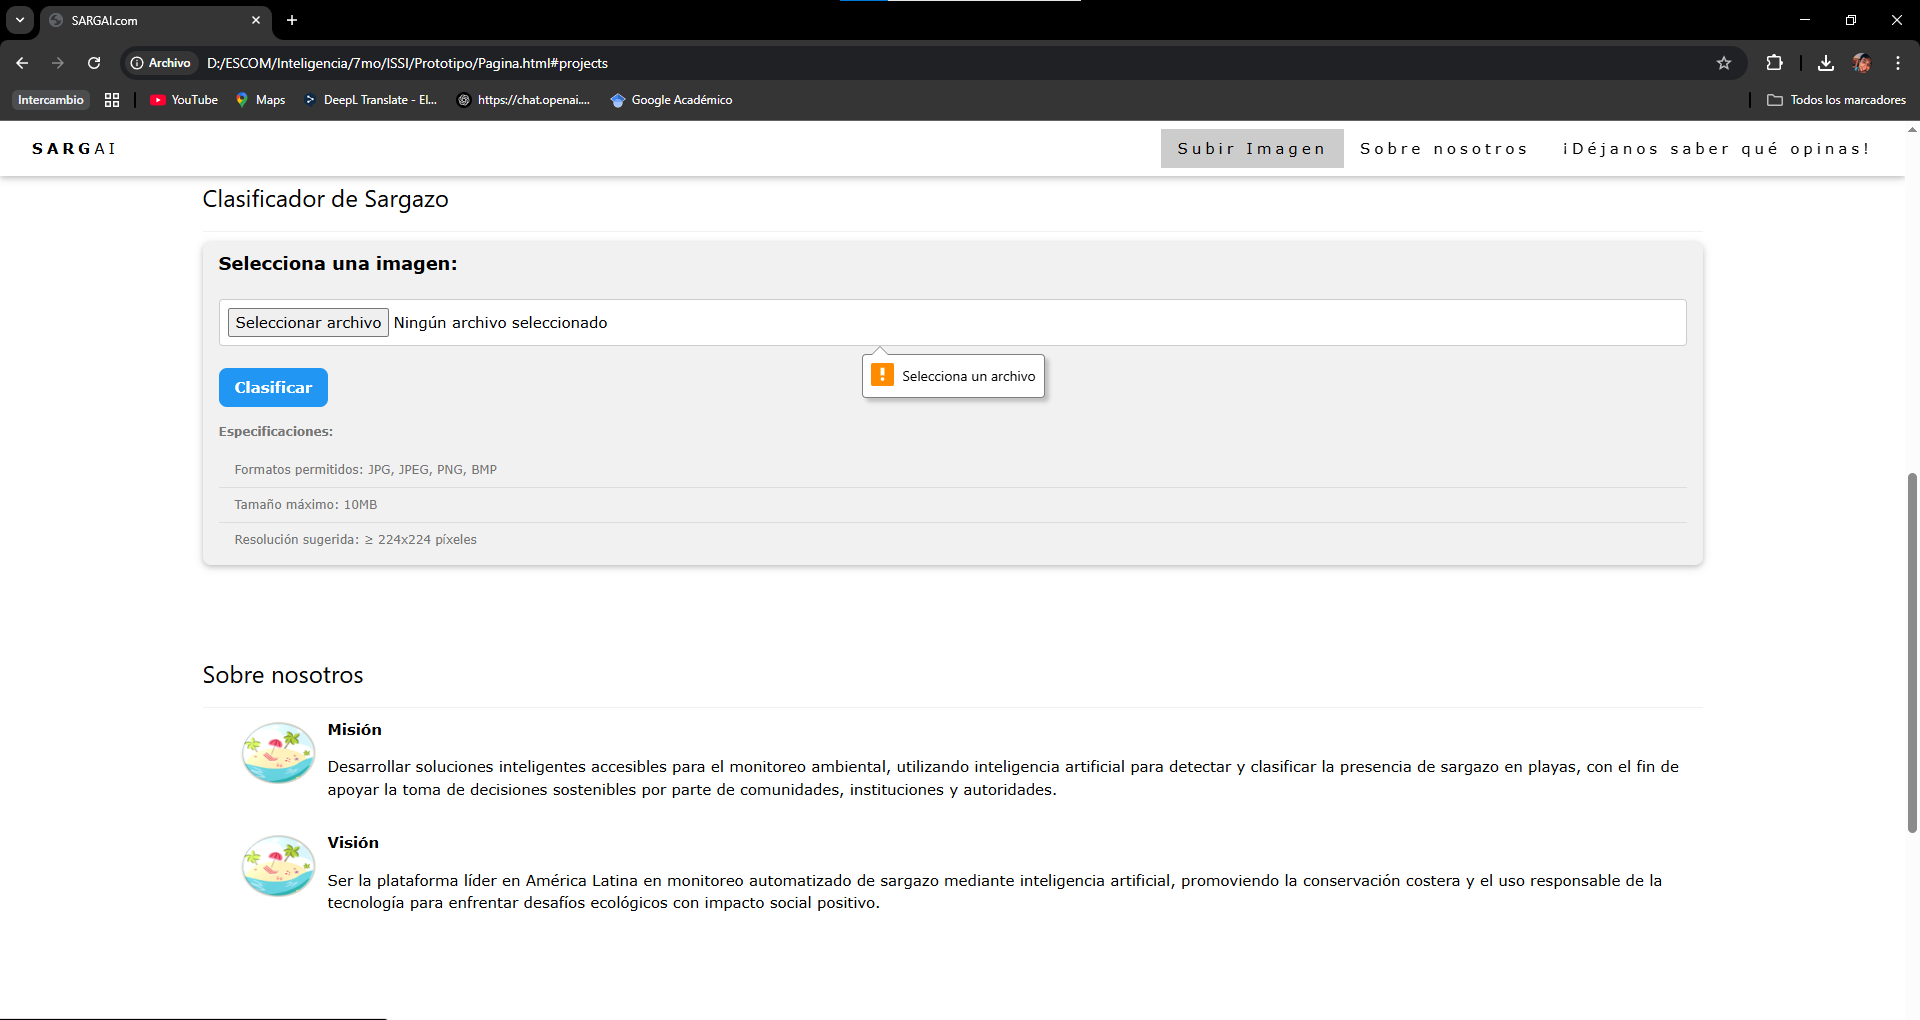 SARGAI.com
Archivo D:/ESCOM/Inteligencia/7mo/ISSI/Prototipo/Pagina.html#projects
Intercambio YouTube Maps DeepL Translate - El... https://chat.openai.... Google Académico Todos los marcadores
SARGAI Subir Imagen Sobre nosotros ¡Déjanos saber qué opinas!
Clasificador de Sargazo
Selecciona una imagen:
Seleccionar archivo Ningún archivo seleccionado
Selecciona un archivo
Clasificar
Especificaciones:
Formatos permitidos: JPG, JPEG, PNG, BMP
Tamaño máximo: 10MB
Resolución sugerida: ≥ 224x224 píxeles
Sobre nosotros
Misión
Desarrollar soluciones inteligentes accesibles para el monitoreo ambiental, utilizando inteligencia artificial para detectar y clasificar la presencia de sargazo en playas, con el fin de
apoyar la toma de decisiones sostenibles por parte de comunidades, instituciones y autoridades.
Visión
Ser la plataforma líder en América Latina en monitoreo automatizado de sargazo mediante inteligencia artificial, promoviendo la conservación costera y el uso responsable de la
tecnología para enfrentar desafíos ecológicos con impacto social positivo.